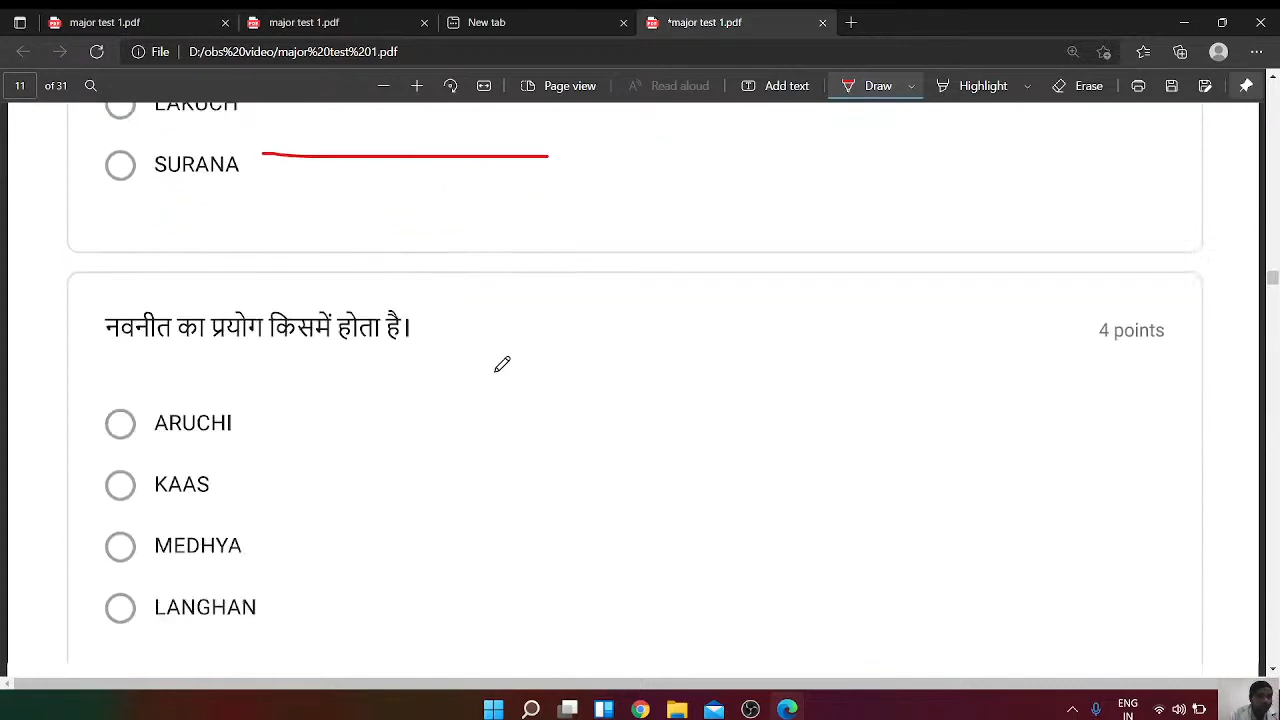 major test 1.pdf
major test 1.pdf
New tab
*major test 1.pdf
File D:/obs%20video/major%20test%201.pdf
11 of 31
Page view
Read aloud
Add text
Draw
Highlight
Erase
LAKUCH
SURANA
नवनीत का प्रयोग किसमें होता है।
4 points
ARUCHI
KAAS
MEDHYA
LANGHAN
ENG
IN